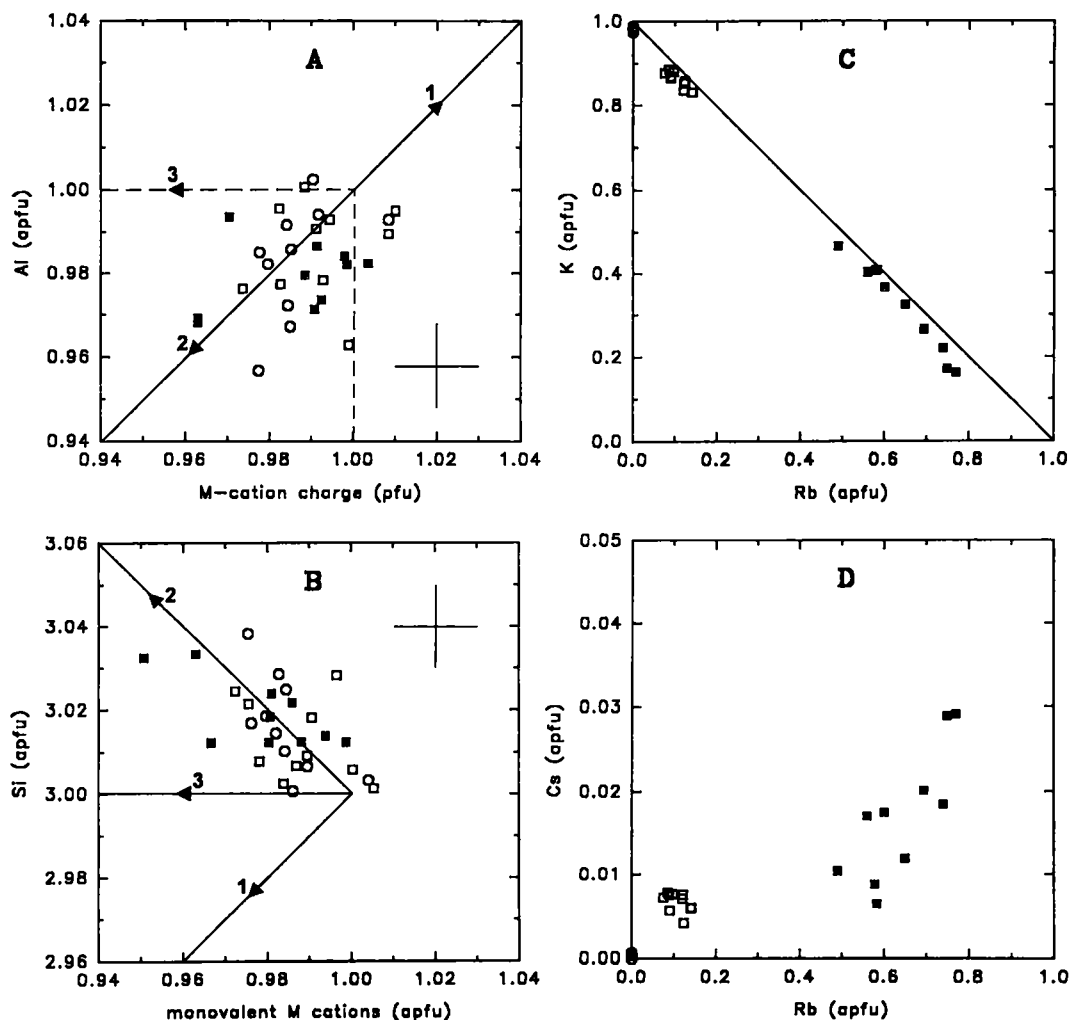 A
1.04
1.02
1.00
0.98
0.96
0.94
Al (apfu)
1
3
2
0.94 0.96 0.98 1.00 1.02 1.04
M-cation charge (pfu)
C
1.0
0.8
0.6
0.4
0.2
0.0
K (apfu)
0.0 0.2 0.4 0.6 0.8 1.0
Rb (apfu)
B
3.06
3.04
3.02
3.00
2.98
2.96
Si (apfu)
2
3
1
0.94 0.96 0.98 1.00 1.02 1.04
monovalent M cations (apfu)
D
0.05
0.04
0.03
0.02
0.01
0.00
Cs (apfu)
0.0 0.2 0.4 0.6 0.8 1.0
Rb (apfu)